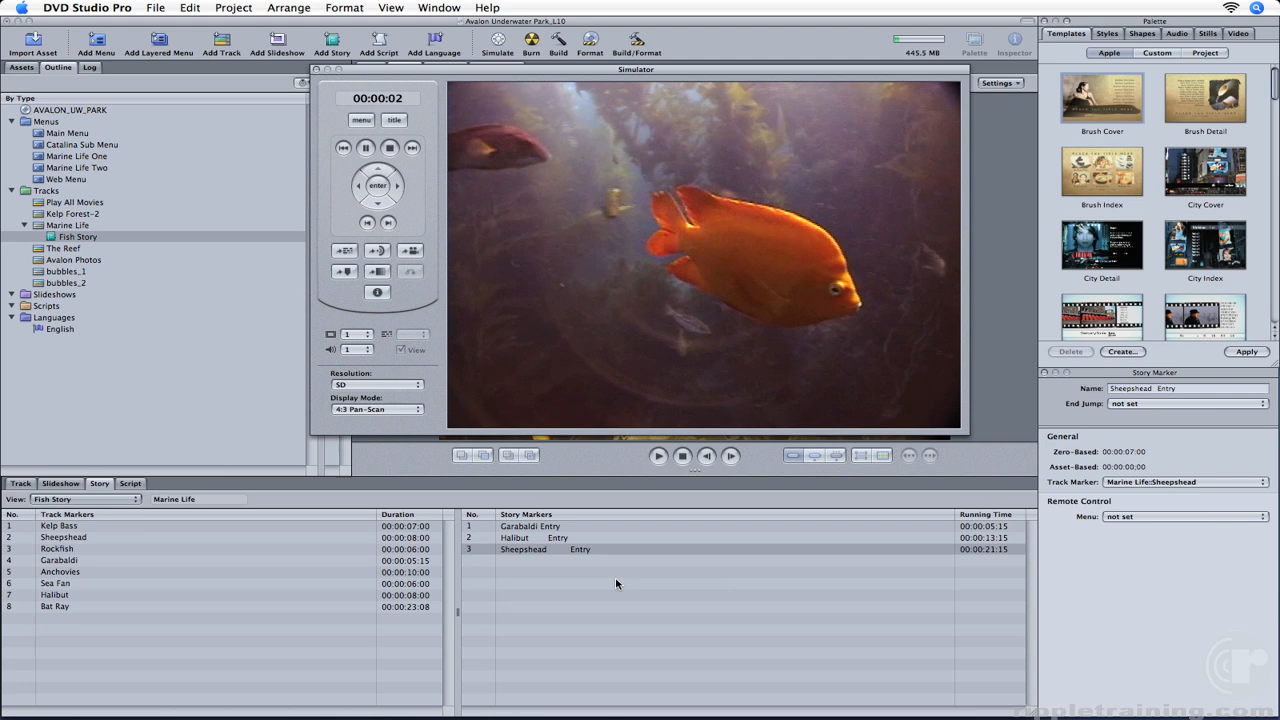 DVD Studio Pro File Edit Project Arrange Format View Window Help
Avalon Underwater Park_L10
Import Asset Add Menu Add Layered Menu Add Track Add Slideshow Add Story Add Script Add Language Simulate Burn Build Format Build/Format 445.5 MB Palette Inspector
Assets Outline Log
By Type
AVALON_UW_PARK
Menus
Main Menu
Catalina Sub Menu
Marine Life One
Marine Life Two
Web Menu
Tracks
Play All Movies
Kelp Forest-2
Marine Life
Fish Story
The Reef
Avalon Photos
bubbles_1
bubbles_2
Slideshows
Scripts
Languages
English
Simulator
00:00:02
menu title
enter
1
1 View
Resolution:
SD
Display Mode:
4:3 Pan-Scan
Settings
Palette
Templates Styles Shapes Audio Stills Video
Apple Custom Project
Brush Cover Brush Detail
Brush Index City Cover
City Detail City Index
Delete Create... Apply
Story Marker
Name: Sheepshead Entry
End Jump: not set
General
Zero-Based: 00:00:07:00
Asset-Based: 00:00:00;00
Track Marker: Marine Life::Sheepshead
Remote Control
Menu: not set
Track Slideshow Story Script
View: Fish Story Marine Life
No. Track Markers Duration
1 Kelp Bass 00:00:07:00
2 Sheepshead 00:00:08:00
3 Rockfish 00:00:06:00
4 Garabaldi 00:00:05:15
5 Anchovies 00:00:10:00
6 Sea Fan 00:00:06:00
7 Halibut 00:00:08:00
8 Bat Ray 00:00:23:08
No. Story Markers Running Time
1 Garabaldi Entry 00:00:05:15
2 Halibut Entry 00:00:13:15
3 Sheepshead Entry 00:00:21:15